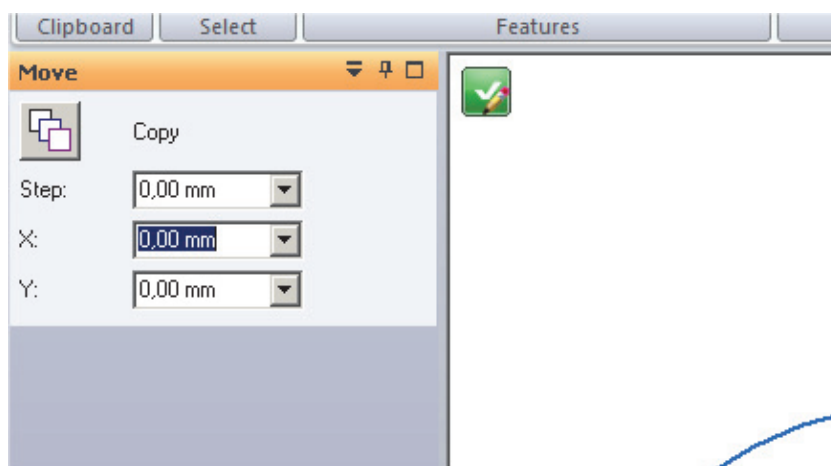 Clipboard Select Features
Move
Copy
Step: 0,00 mm
X: 0,00 mm
Y: 0,00 mm